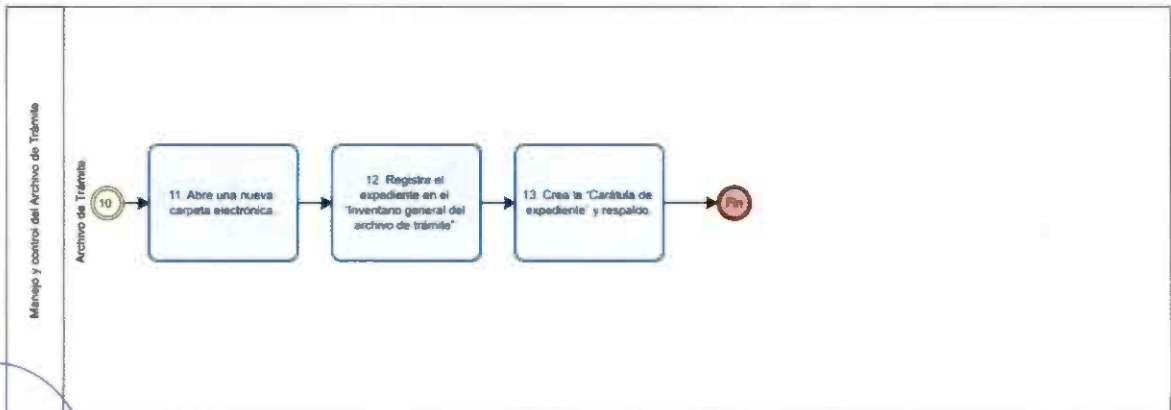 Manejo y control del Archivo de Trámite
Archivo de Trámite
10
11 Abre una nueva
carpeta electrónica
12 Registra el
expediente en el
"Inventario general del
archivo de trámite"
13 Crea la "Carátula de
expediente" y respaldo
Fin